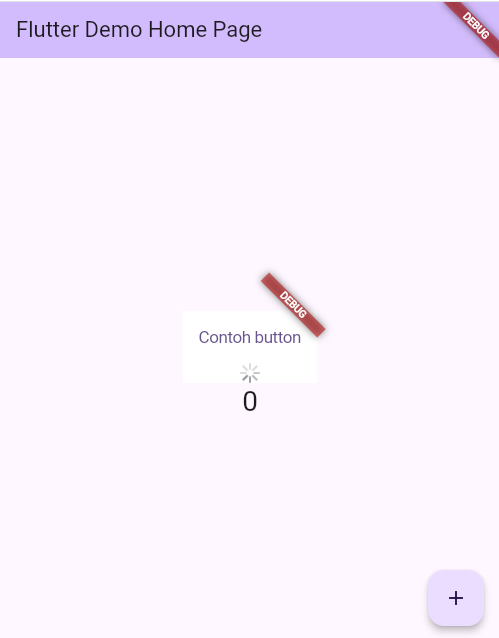 Flutter Demo Home Page
DEBUG
DEBUG
Contoh button
0
+